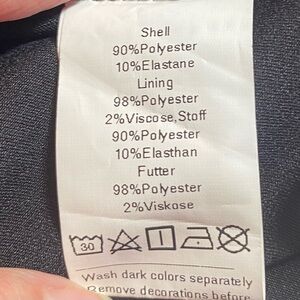 Shell
90%Polyester
10%Elastane
Lining
98%Polyester
2%Viscose,Stoff
90%Polyester
10%Elasthan
Futter
98%Polyester
2%Viskose
30
Wash dark colors separately
Remove decorations before